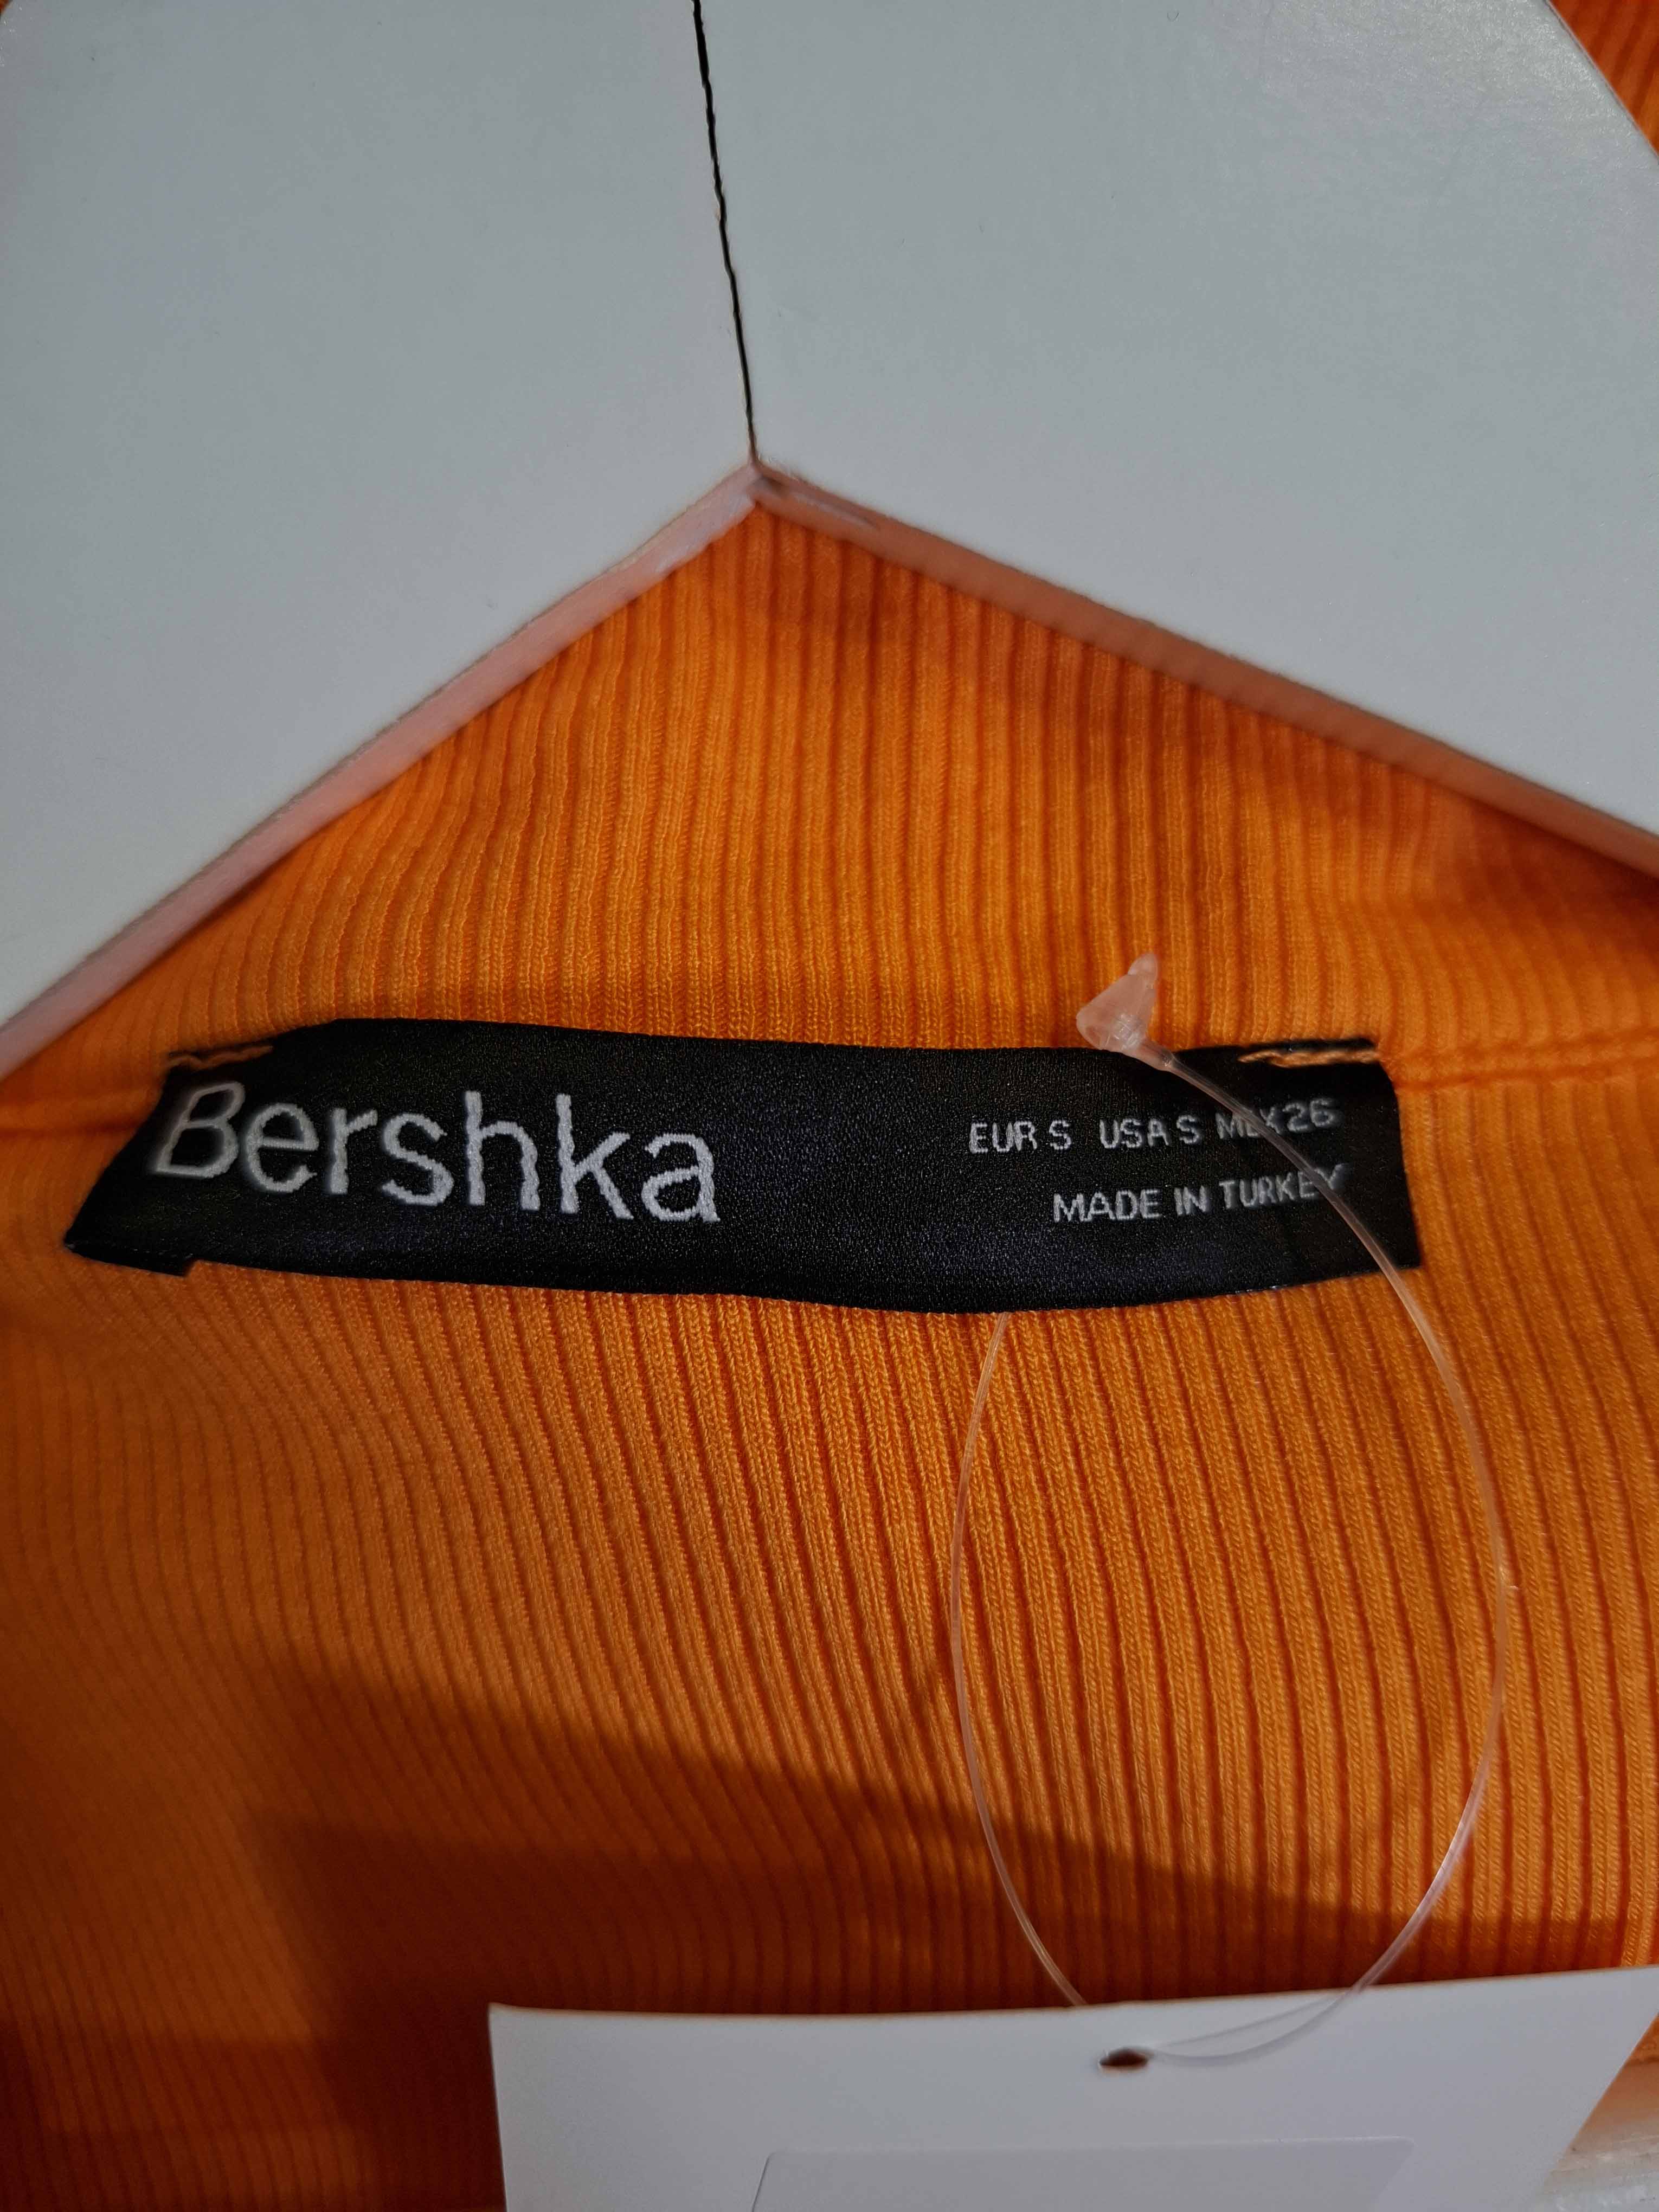 Bershka
EUR S USA S MEX 26
MADE IN TURKEY